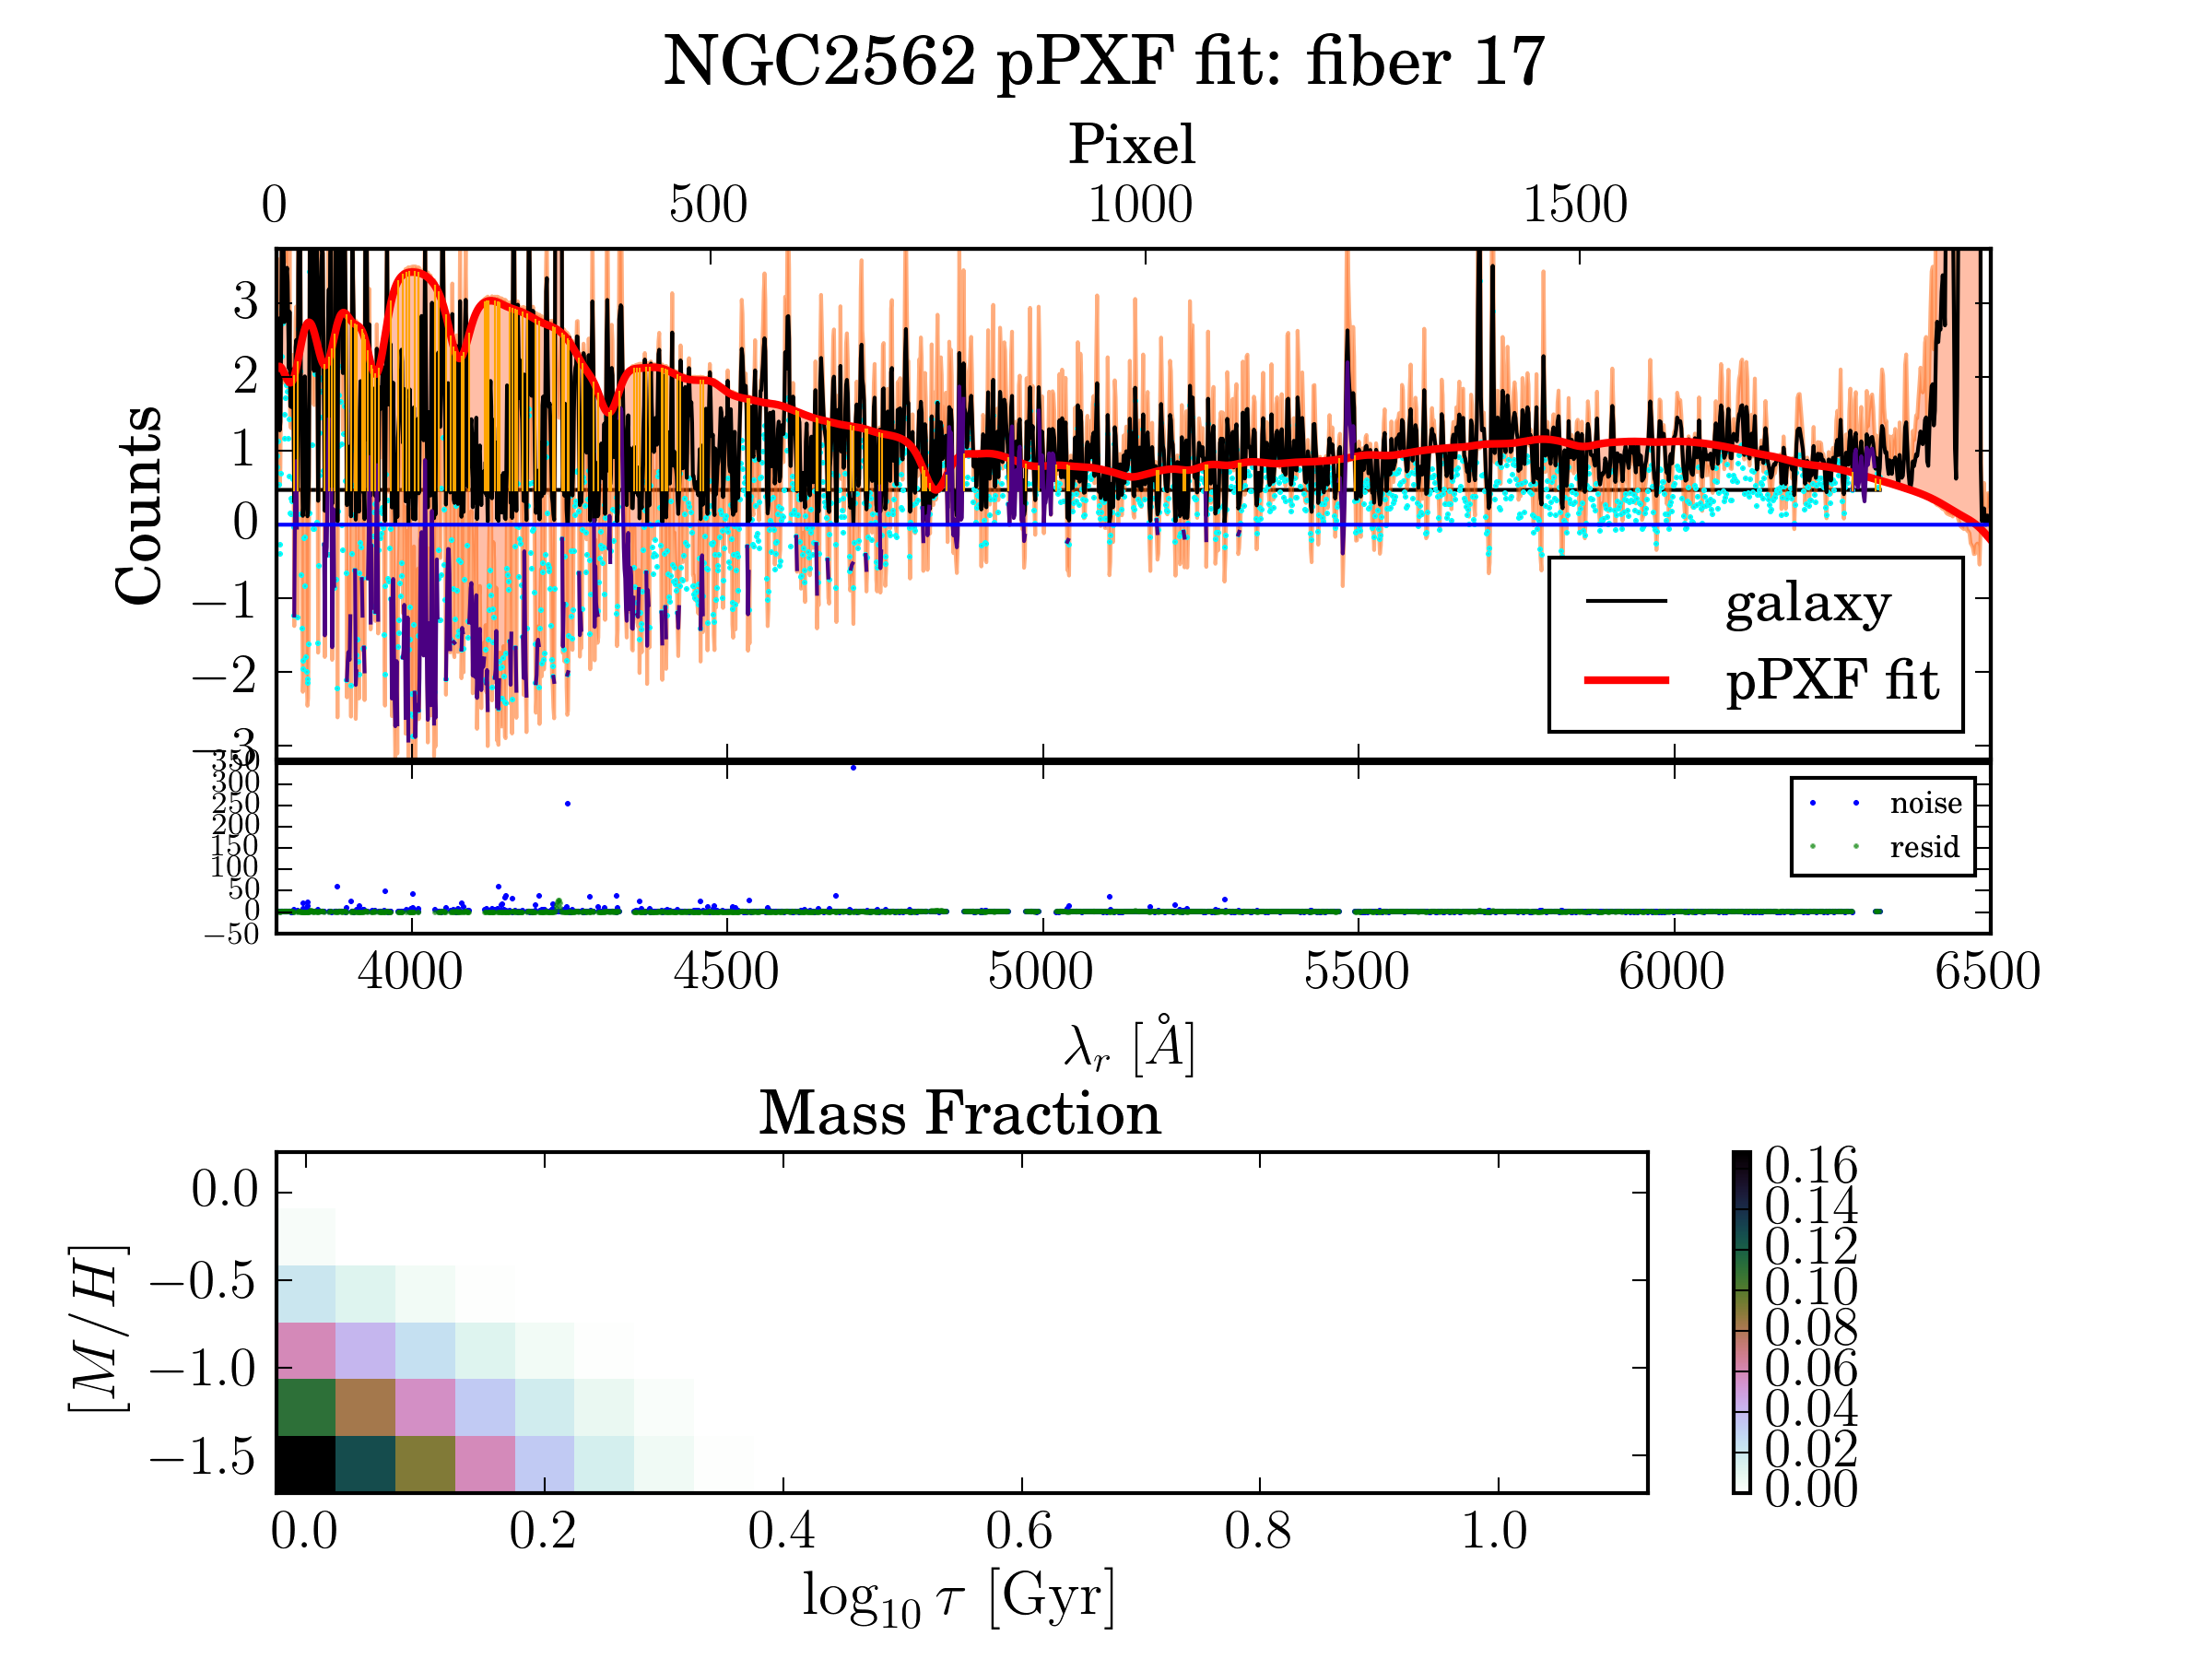 NGC2562 pPXF fit: fiber 17
Pixel
0 500 1000 1500
Counts
3
2
1
0
−1
−2
−3
galaxy
pPXF fit
350
300
250
200
150
100
50
0
−50
noise
resid
4000 4500 5000 5500 6000 6500
λr [Å]
Mass Fraction
[M/H]
0.0
−0.5
−1.0
−1.5
0.0 0.2 0.4 0.6 0.8 1.0
log10 τ [Gyr]
0.16
0.14
0.12
0.10
0.08
0.06
0.04
0.02
0.00